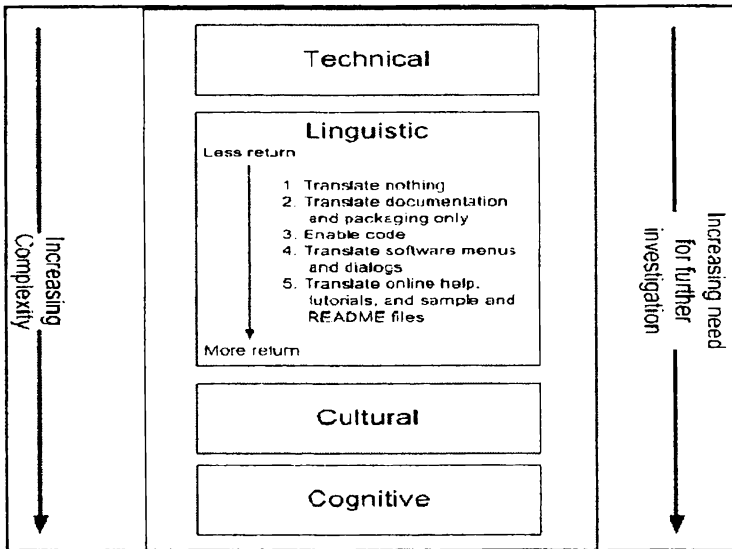 Technical
Linguistic
Less return
1 Translate nothing
2. Translate documentation
and packaging only
3. Enable code
4. Translate software menus
and dialogs
5. Translate online help,
tutorials, and sample and
README files
More return
Cultural
Cognitive
Increasing
Complexity
Increasing need
for further
investigation